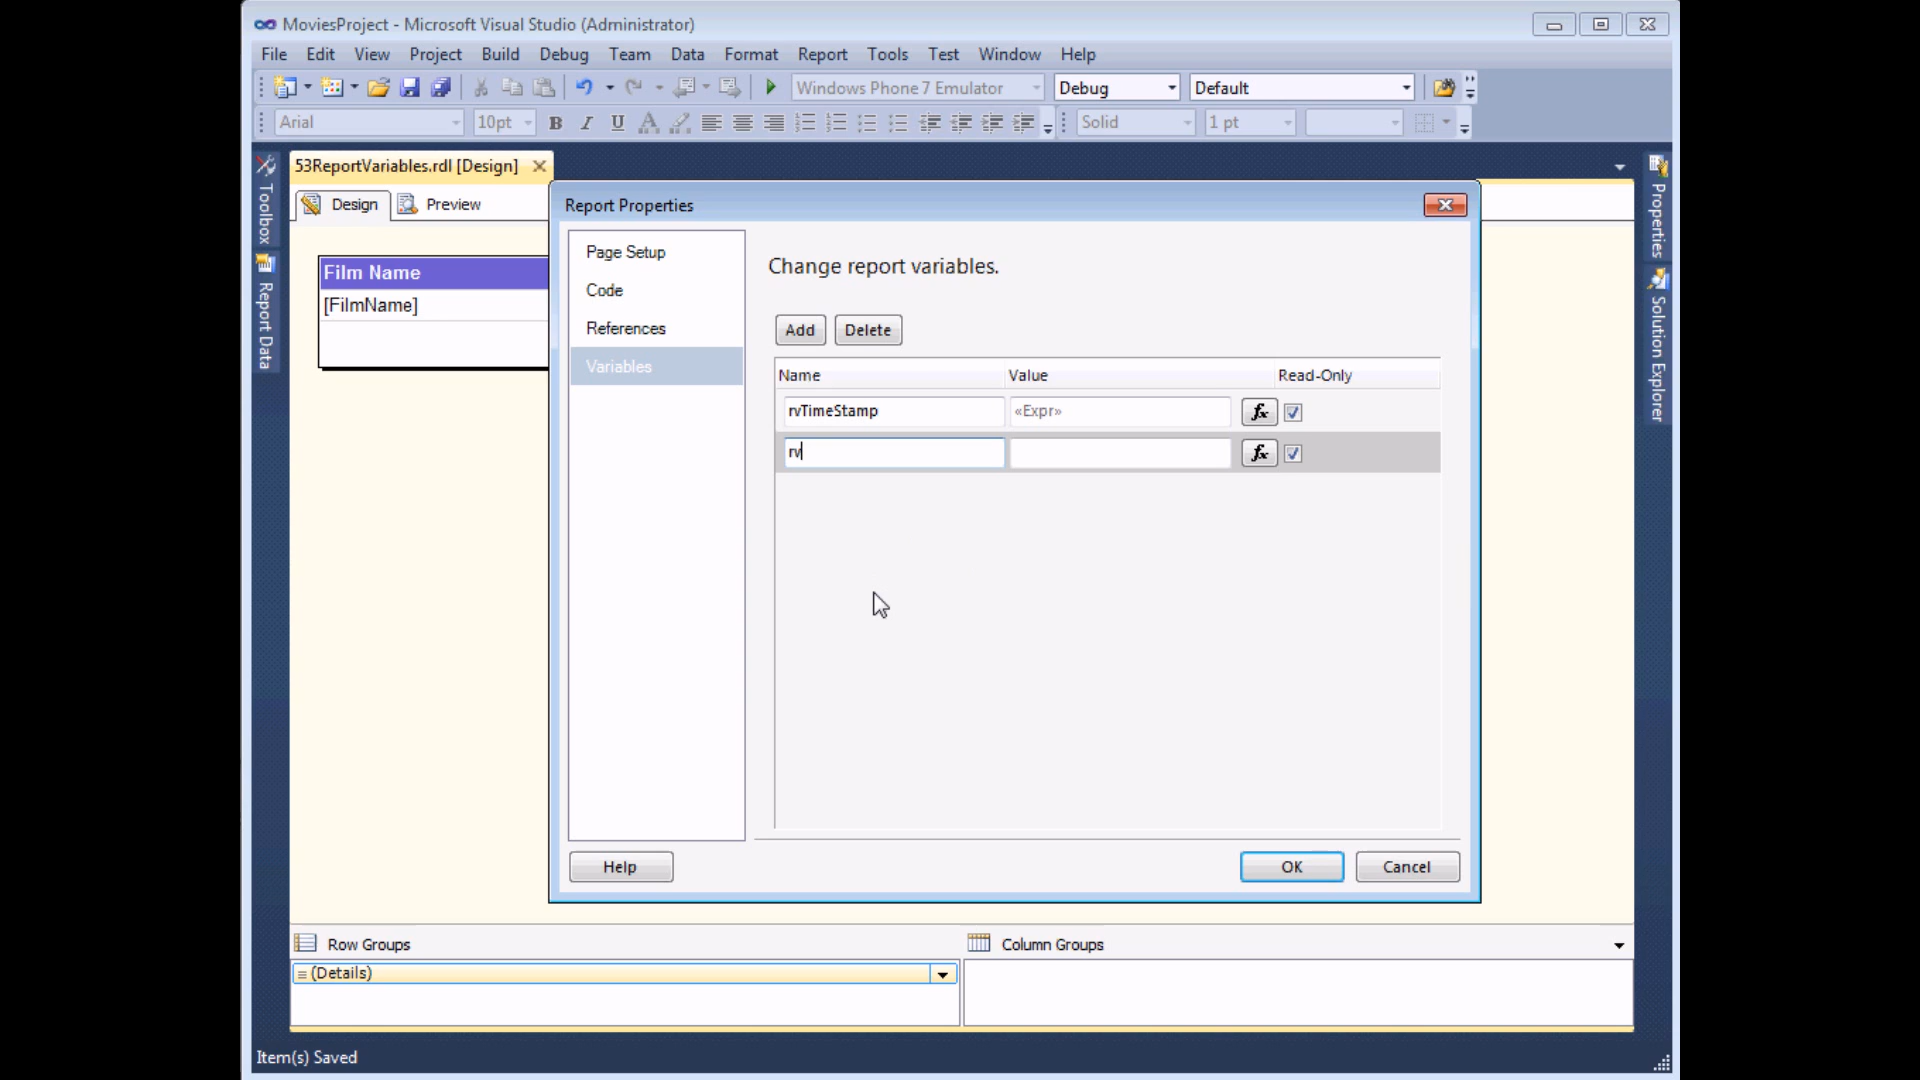 MoviesProject - Microsoft Visual Studio (Administrator)
File Edit View Project Build Debug Team Data Format Report Tools Test Window Help
Windows Phone 7 Emulator Debug Default
Arial 10pt B I U A Solid 1 pt
53ReportVariables.rdl [Design]
Design Preview
Toolbox
Report Data
Properties
Solution Explorer
Film Name
[FilmName]
Report Properties
Page Setup
Code
References
Variables
Change report variables.
Add Delete
Name Value Read-Only
rvTimeStamp «Expr» fx
rv fx
Help OK Cancel
Row Groups Column Groups
(Details)
Item(s) Saved